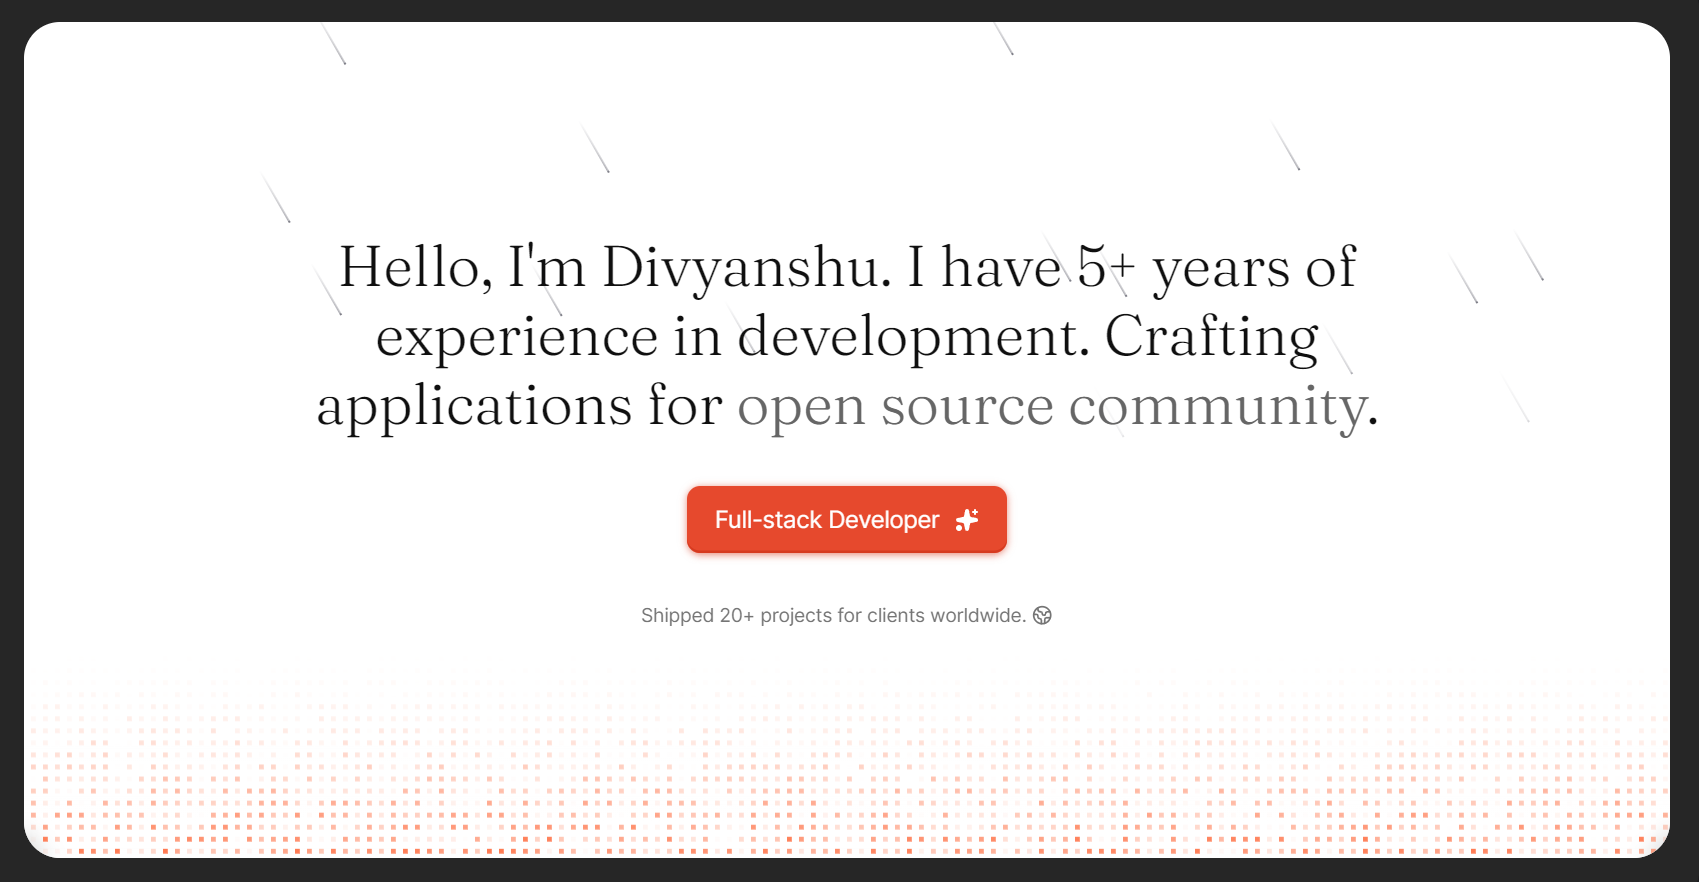 Hello, I'm Divyanshu. I have 5+ years of
experience in development. Crafting
applications for open source community.
Full-stack Developer
Shipped 20+ projects for clients worldwide.